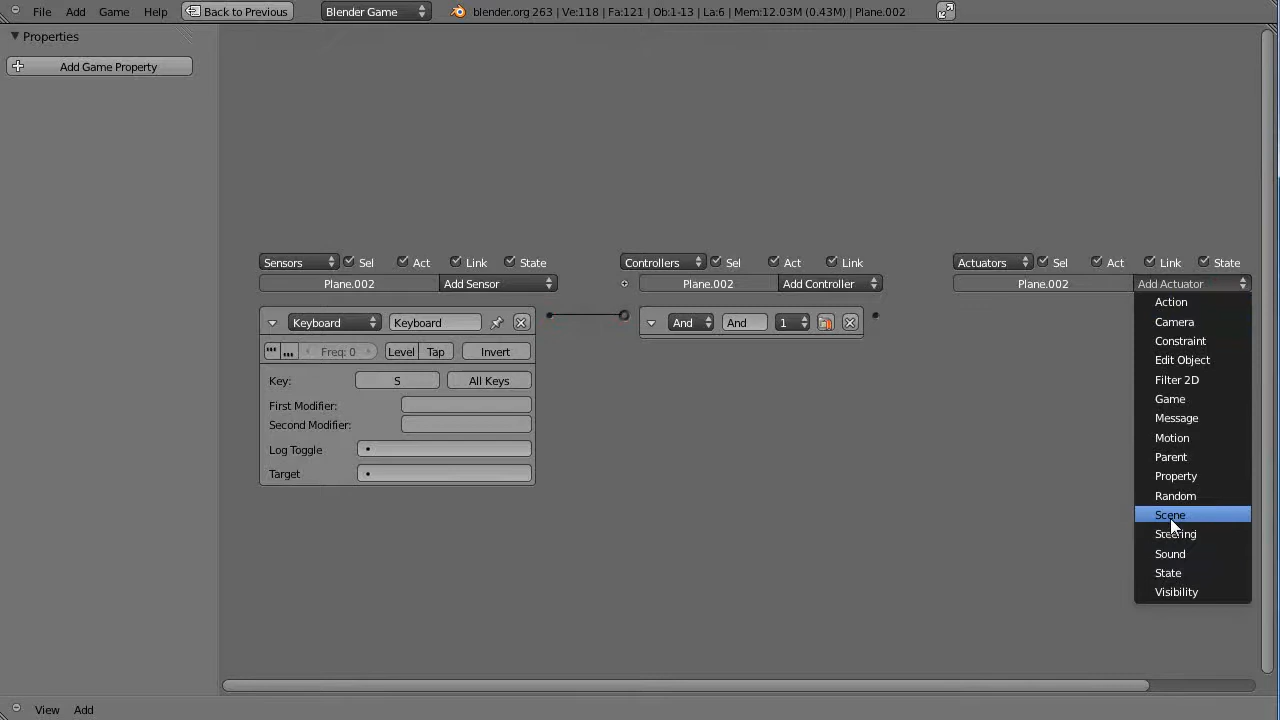 File Add Game Help Back to Previous Blender Game blender.org 263 | Ve:118 | Fa:121 | Ob:1-13 | La:6 | Mem:12.03M (0.43M) | Plane.002
Properties
Add Game Property
Sensors Sel Act Link State Controllers Sel Act Link Actuators Sel Act Link State
Plane.002 Add Sensor Plane.002 Add Controller Plane.002 Add Actuator
Keyboard Keyboard And And 1
Freq: 0 Level Tap Invert
Key: S All Keys
First Modifier:
Second Modifier:
Log Toggle
Target
Action
Camera
Constraint
Edit Object
Filter 2D
Game
Message
Motion
Parent
Property
Random
Scene
Steering
Sound
State
Visibility
View Add